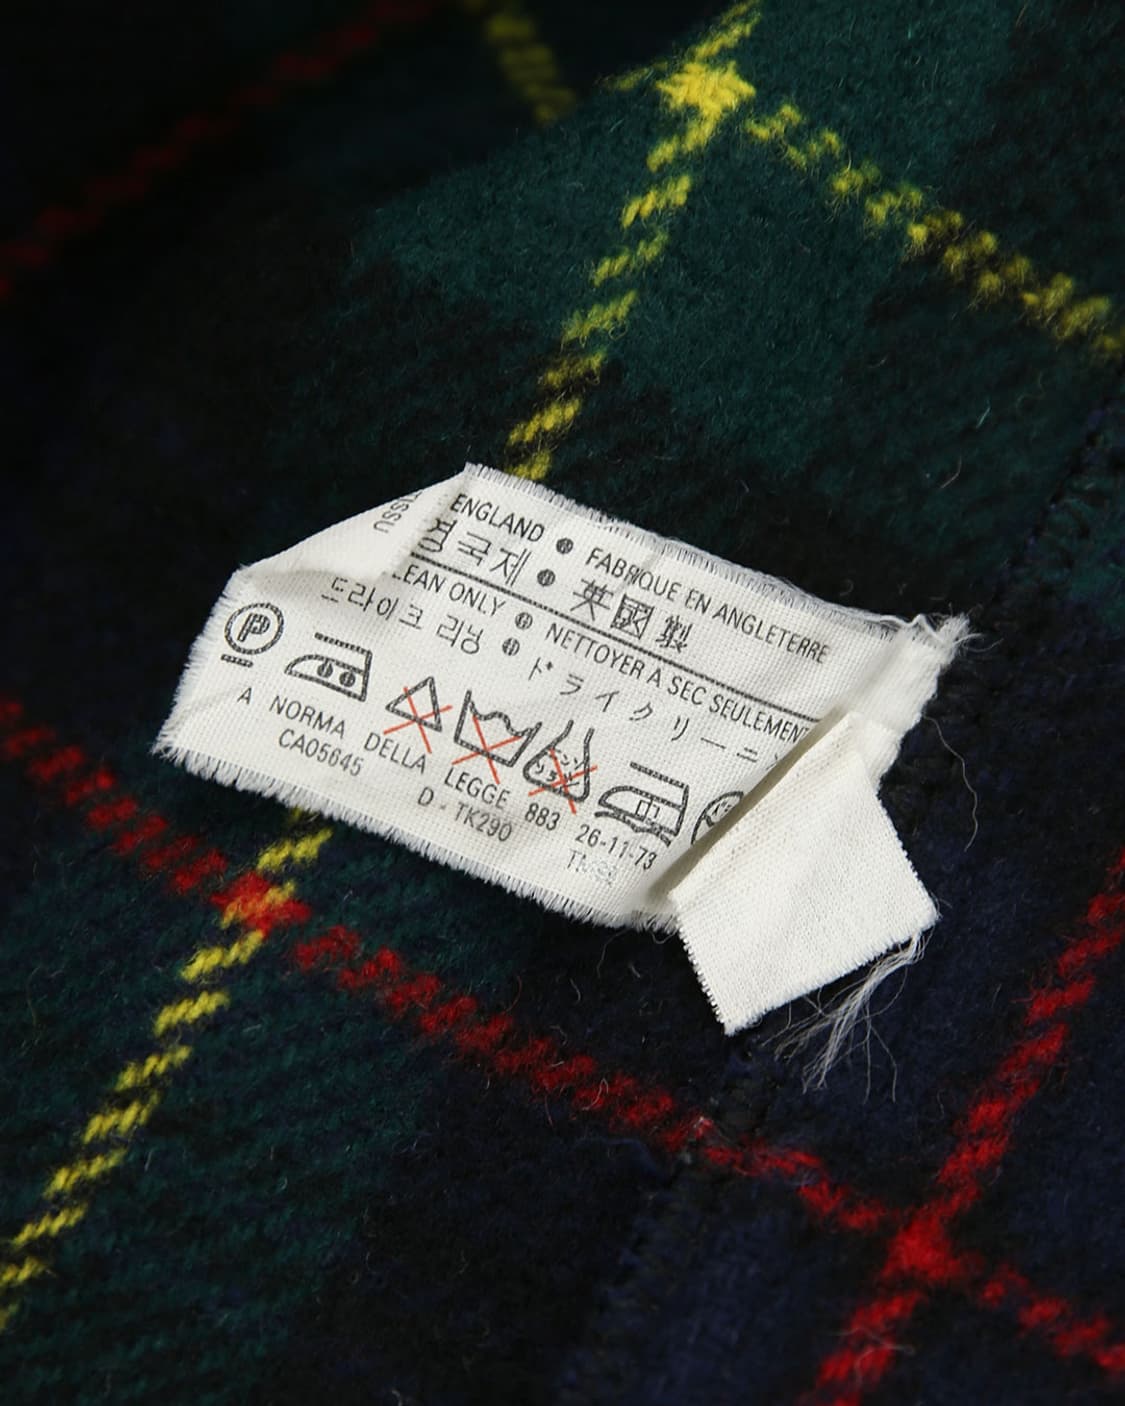 ISSU
ENGLAND ● FABRIQUE EN ANGLETERRE
영국제 ● 英國製
LEAN ONLY ● NETTOYER A SEC SEULEMENT
드라이크 리닝 ● ドライクリーニ
P
A NORMA DELLA LEGGE 883 26-11-73
CA05645 D - TK290